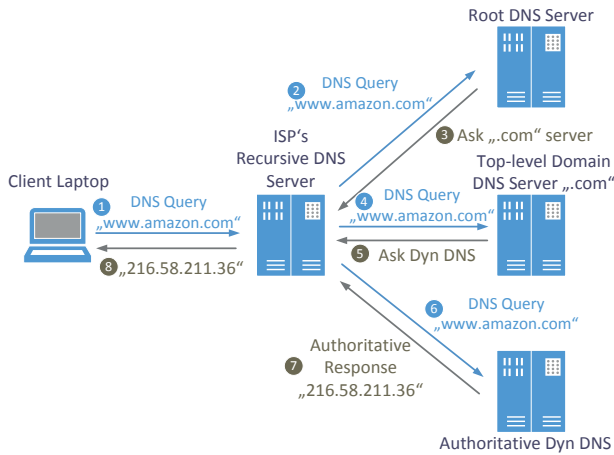 Root DNS Server
2 DNS Query
„www.amazon.com“
3 Ask „.com“ server
ISP‘s
Recursive DNS
Server
Top-level Domain
DNS Server „.com“
Client Laptop
1 DNS Query
„www.amazon.com“
4 DNS Query
„www.amazon.com“
5 Ask Dyn DNS
8 „216.58.211.36“
6 DNS Query
„www.amazon.com“
7 Authoritative
Response
„216.58.211.36“
Authoritative Dyn DNS